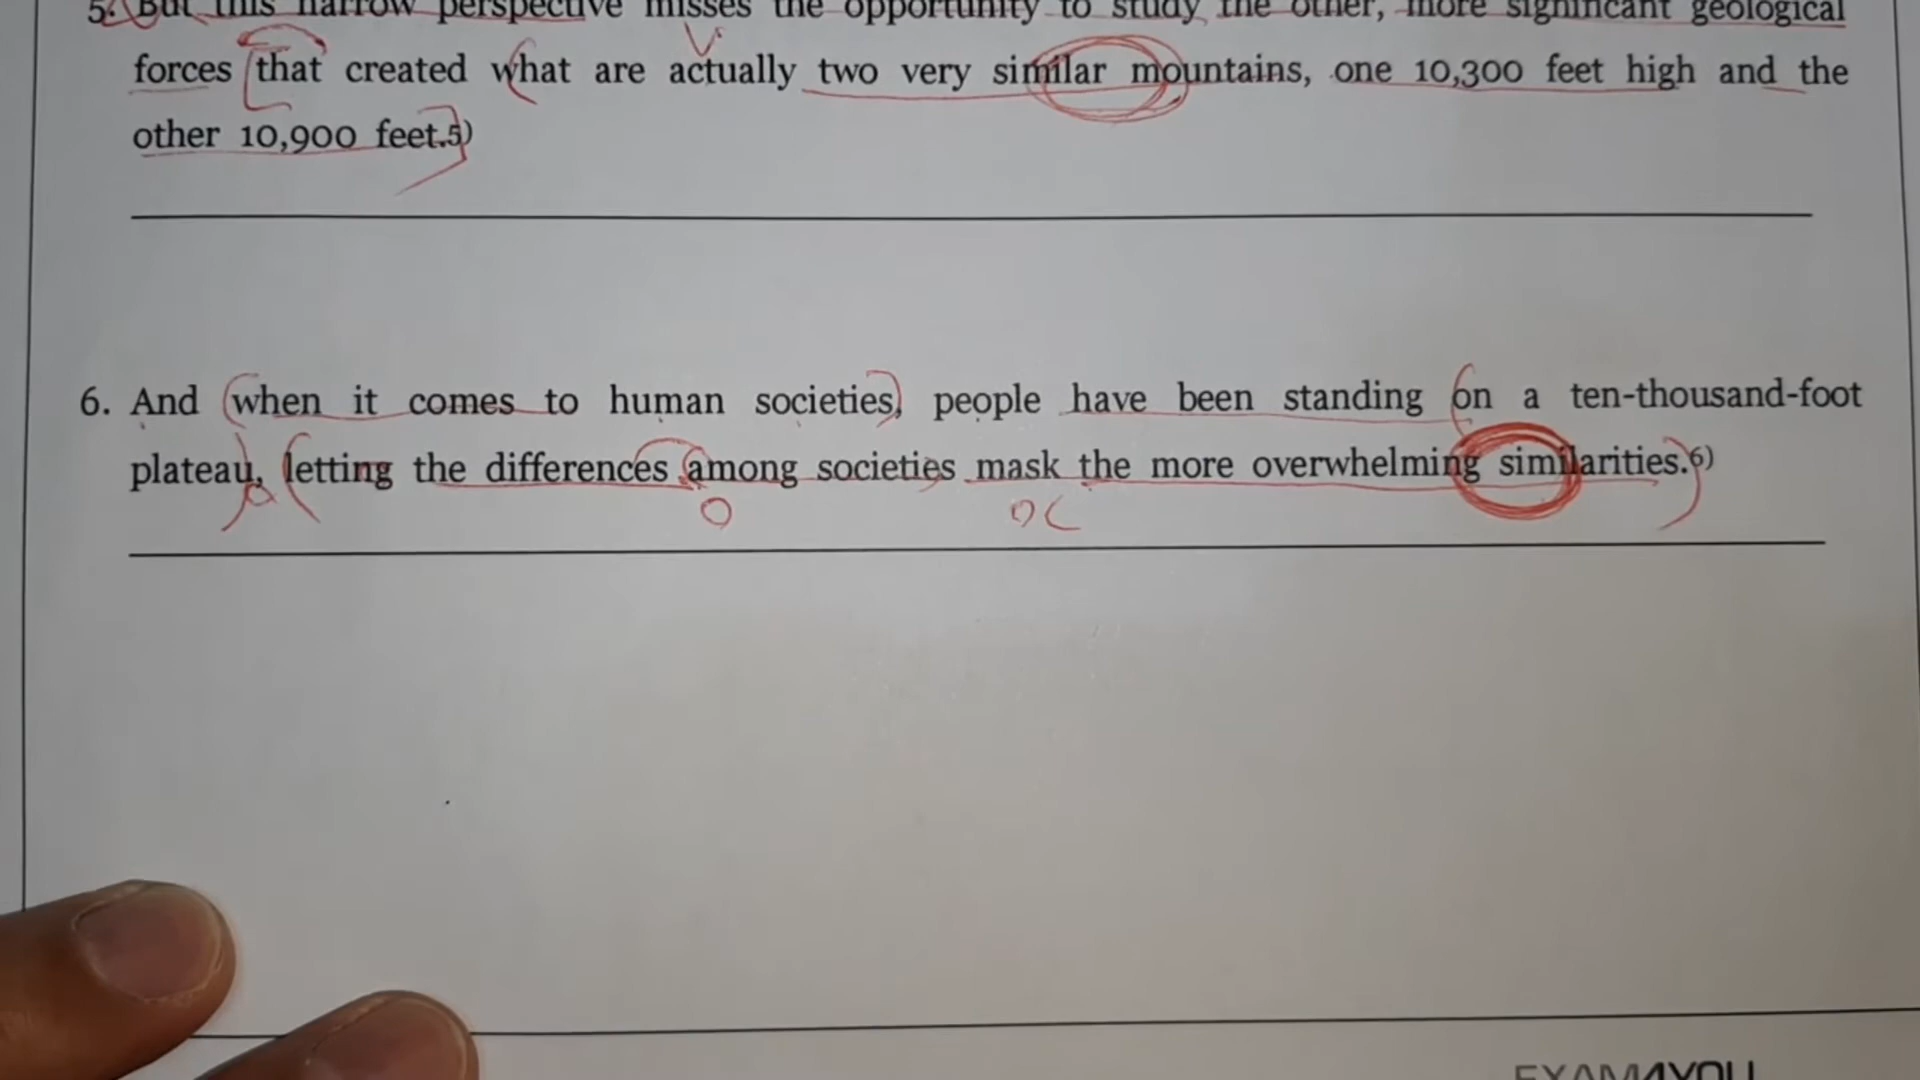 5. But this narrow perspective misses the opportunity to study the other, more significant geological
forces that created what are actually two very similar mountains, one 10,300 feet high and the
other 10,900 feet.5)
6. And when it comes to human societies, people have been standing on a ten-thousand-foot
plateau, letting the differences among societies mask the more overwhelming similarities.6)
O OC
EXAM4YOU